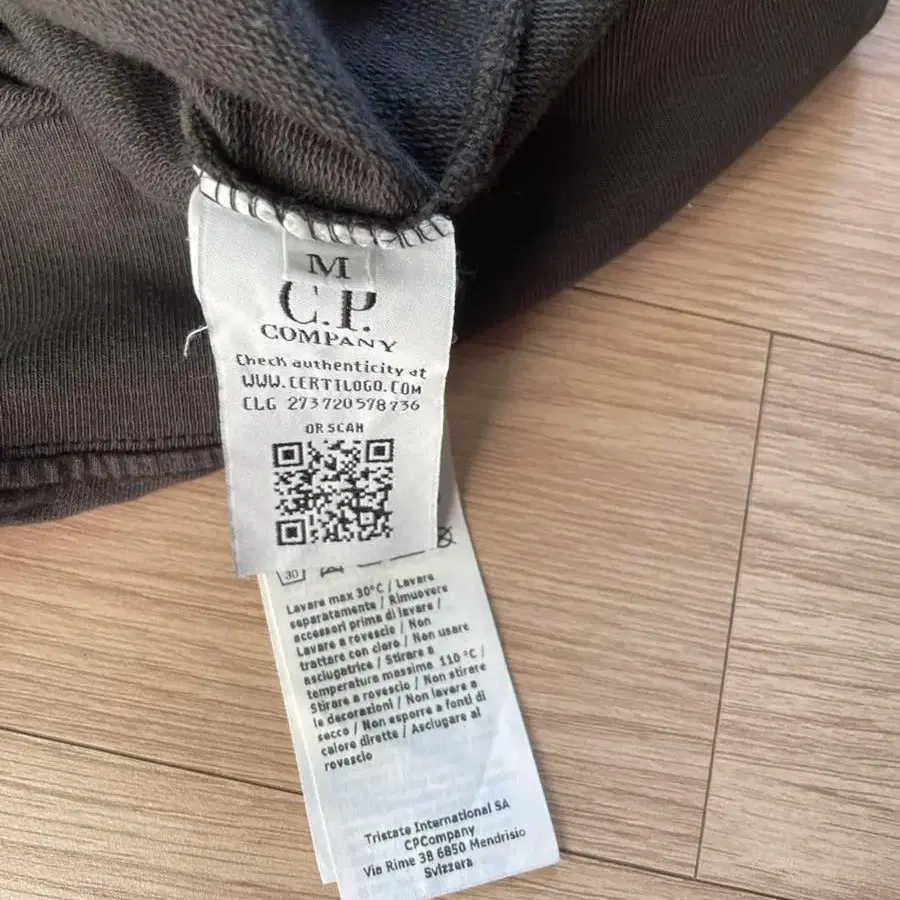 M
C.P.
COMPANY
Check authenticity at
WWW.CERTILOGO.COM
CLG 273720578736
OR SCAN
30
Lavare max 30°C / Lavare
separatamente / Rimuovere
accessori prima di lavare /
Lavare a rovescio / Non
trattare con cloro / Non usare
asciugatrice / Stirare a
temperatura massima 110 °C /
Stirare a rovescio / Non stirare
le decorazioni / Non lavare a
secco / Non esporre a fonti di
calore dirette / Asciugare al
rovescio
Tristate International SA
CPCompany
Via Rime 38 6850 Mendrisio
Svizzera